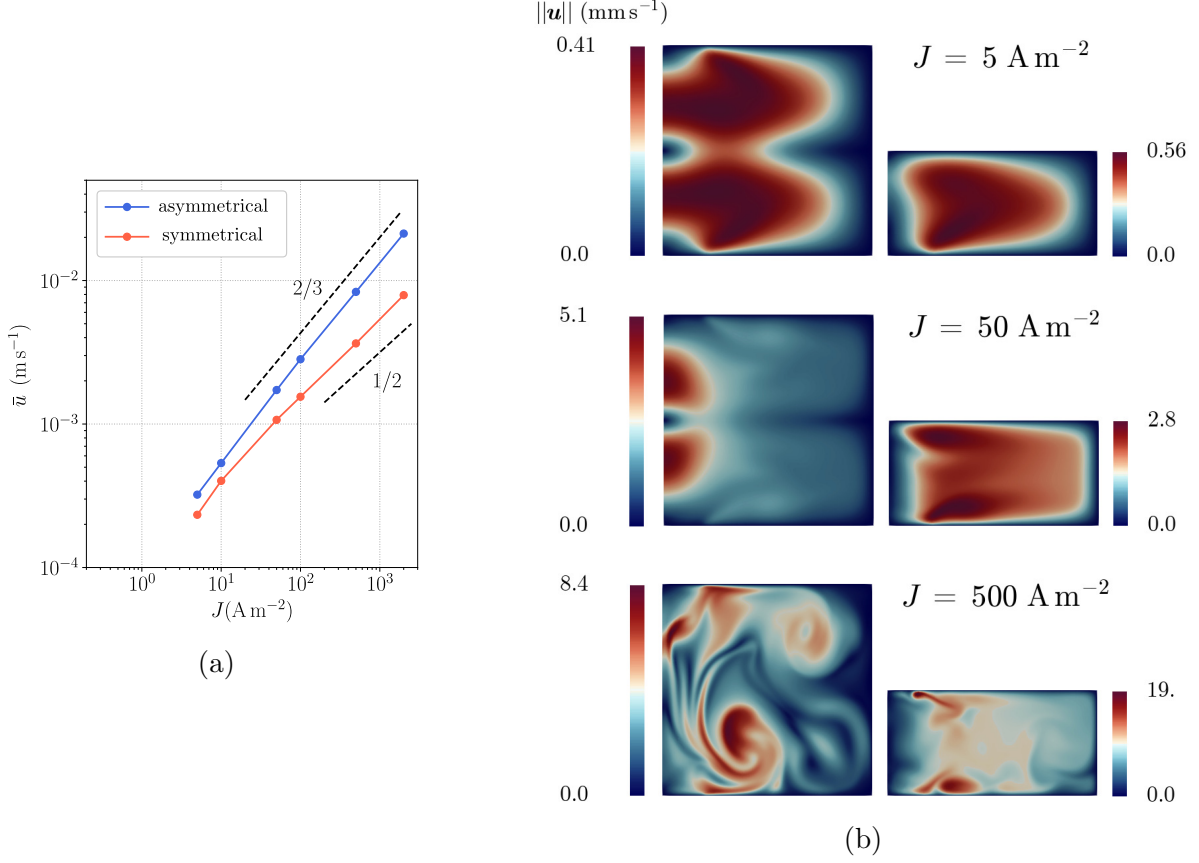 asymmetrical
symmetrical
2/3
1/2
10⁻²
10⁻³
10⁻⁴
ū (m s⁻¹)
10⁰ 10¹ 10² 10³
J(A m⁻²)
(a)
||u|| (mm s⁻¹)
0.41
0.0
J = 5 A m⁻²
0.56
0.0
5.1
0.0
J = 50 A m⁻²
2.8
0.0
8.4
0.0
J = 500 A m⁻²
19.
0.0
(b)